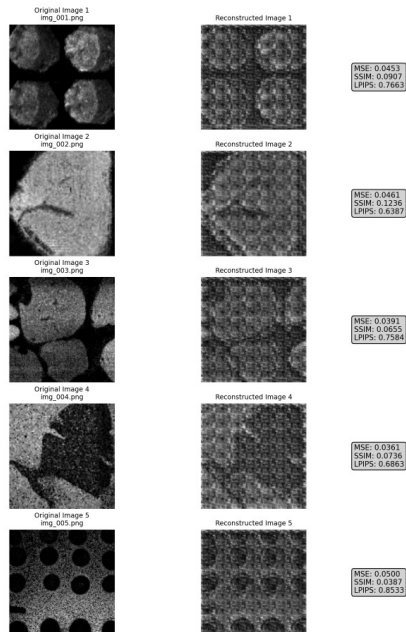 Original Image 1
img_001.png
Reconstructed Image 1
MSE: 0.0453
SSIM: 0.0907
LPIPS: 0.7663
Original Image 2
img_002.png
Reconstructed Image 2
MSE: 0.0461
SSIM: 0.1236
LPIPS: 0.6387
Original Image 3
img_003.png
Reconstructed Image 3
MSE: 0.0391
SSIM: 0.0655
LPIPS: 0.7584
Original Image 4
img_004.png
Reconstructed Image 4
MSE: 0.0361
SSIM: 0.0736
LPIPS: 0.6863
Original Image 5
img_005.png
Reconstructed Image 5
MSE: 0.0500
SSIM: 0.0387
LPIPS: 0.8533